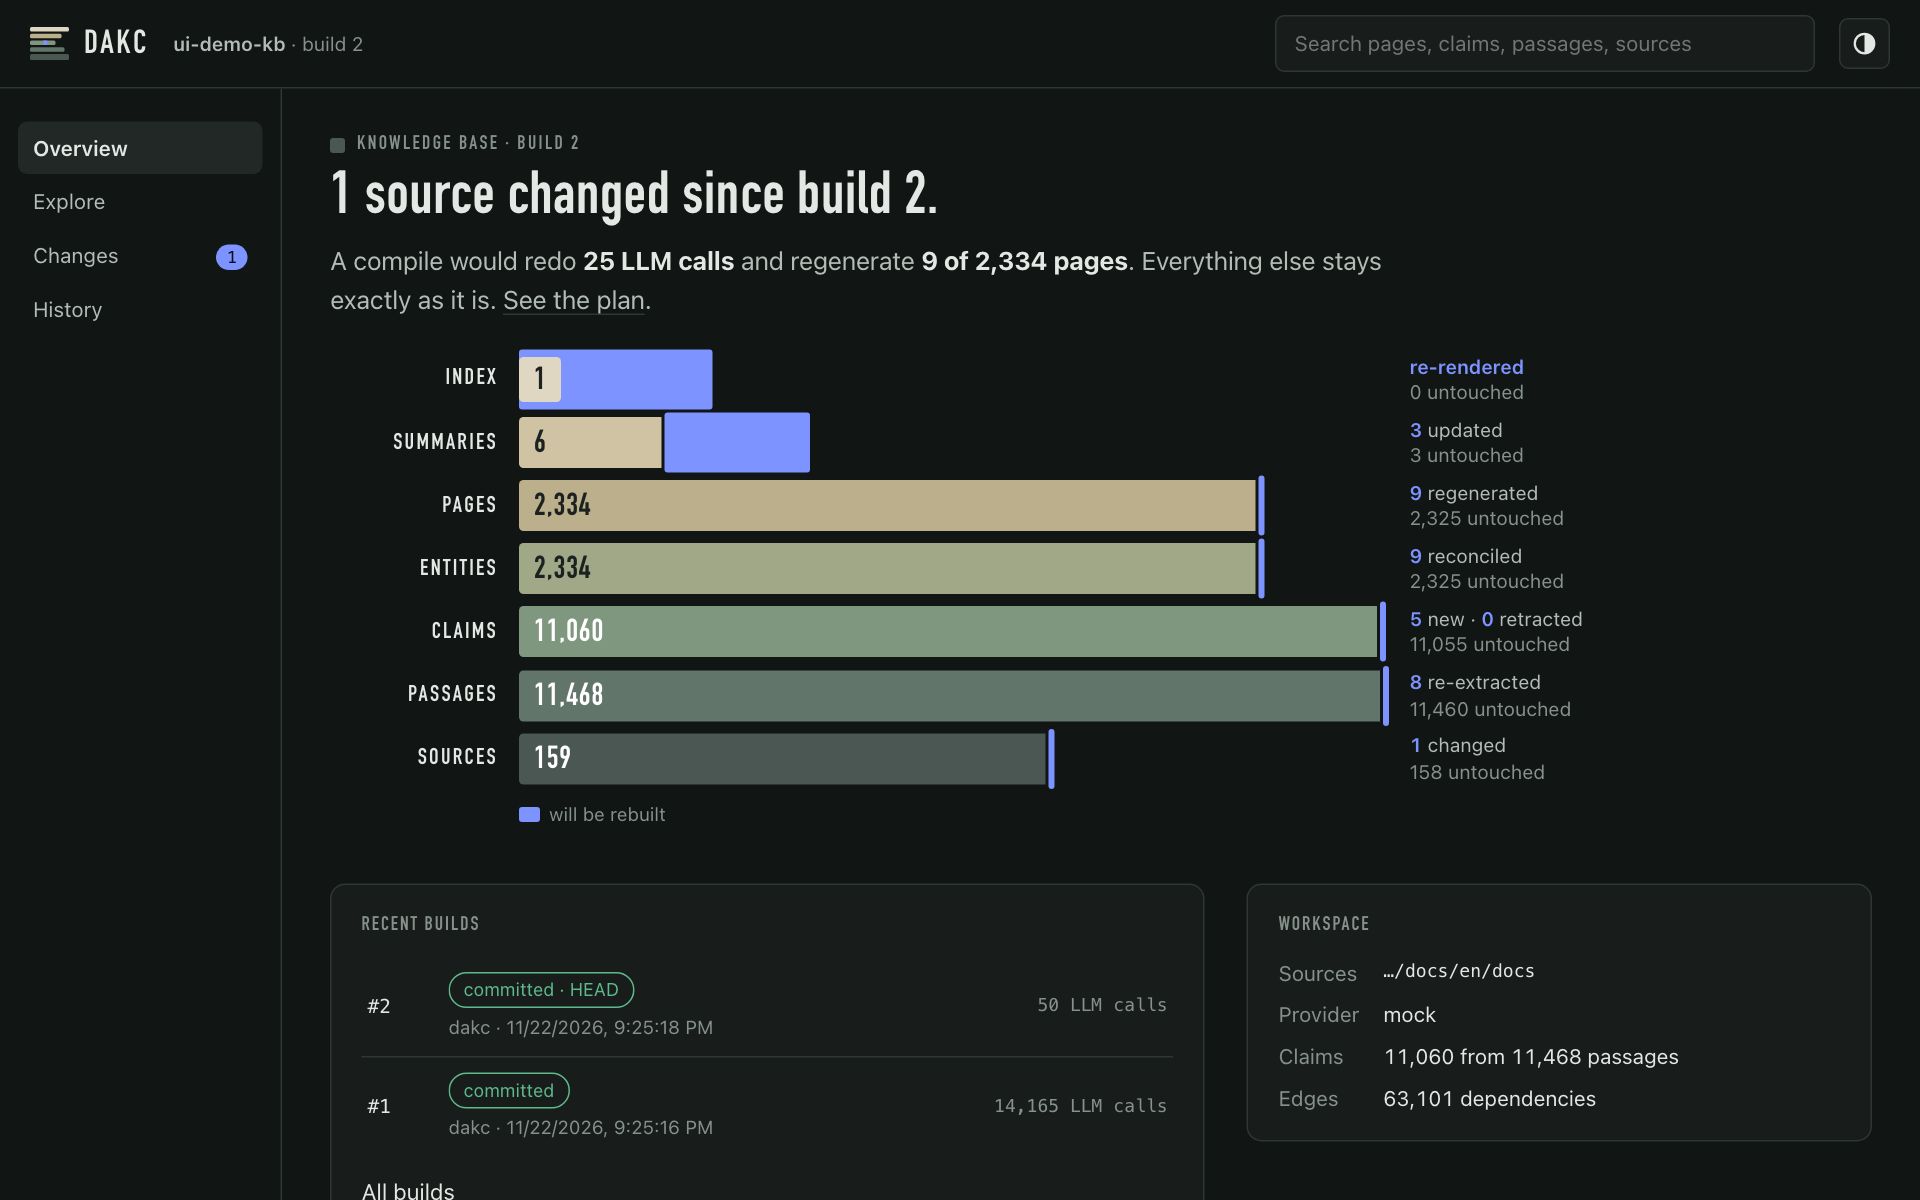 DAKC
ui-demo-kb · build 2
Search pages, claims, passages, sources
Overview
Explore
Changes 1
History
KNOWLEDGE BASE · BUILD 2
1 source changed since build 2.
A compile would redo 25 LLM calls and regenerate 9 of 2,334 pages. Everything else stays
exactly as it is. See the plan.
INDEX 1 re-rendered
0 untouched
SUMMARIES 6 3 updated
3 untouched
PAGES 2,334 9 regenerated
2,325 untouched
ENTITIES 2,334 9 reconciled
2,325 untouched
CLAIMS 11,060 5 new · 0 retracted
11,055 untouched
PASSAGES 11,468 8 re-extracted
11,460 untouched
SOURCES 159 1 changed
158 untouched
will be rebuilt
RECENT BUILDS
#2 committed · HEAD 50 LLM calls
dakc · 11/22/2026, 9:25:18 PM
#1 committed 14,165 LLM calls
dakc · 11/22/2026, 9:25:16 PM
All builds
WORKSPACE
Sources …/docs/en/docs
Provider mock
Claims 11,060 from 11,468 passages
Edges 63,101 dependencies